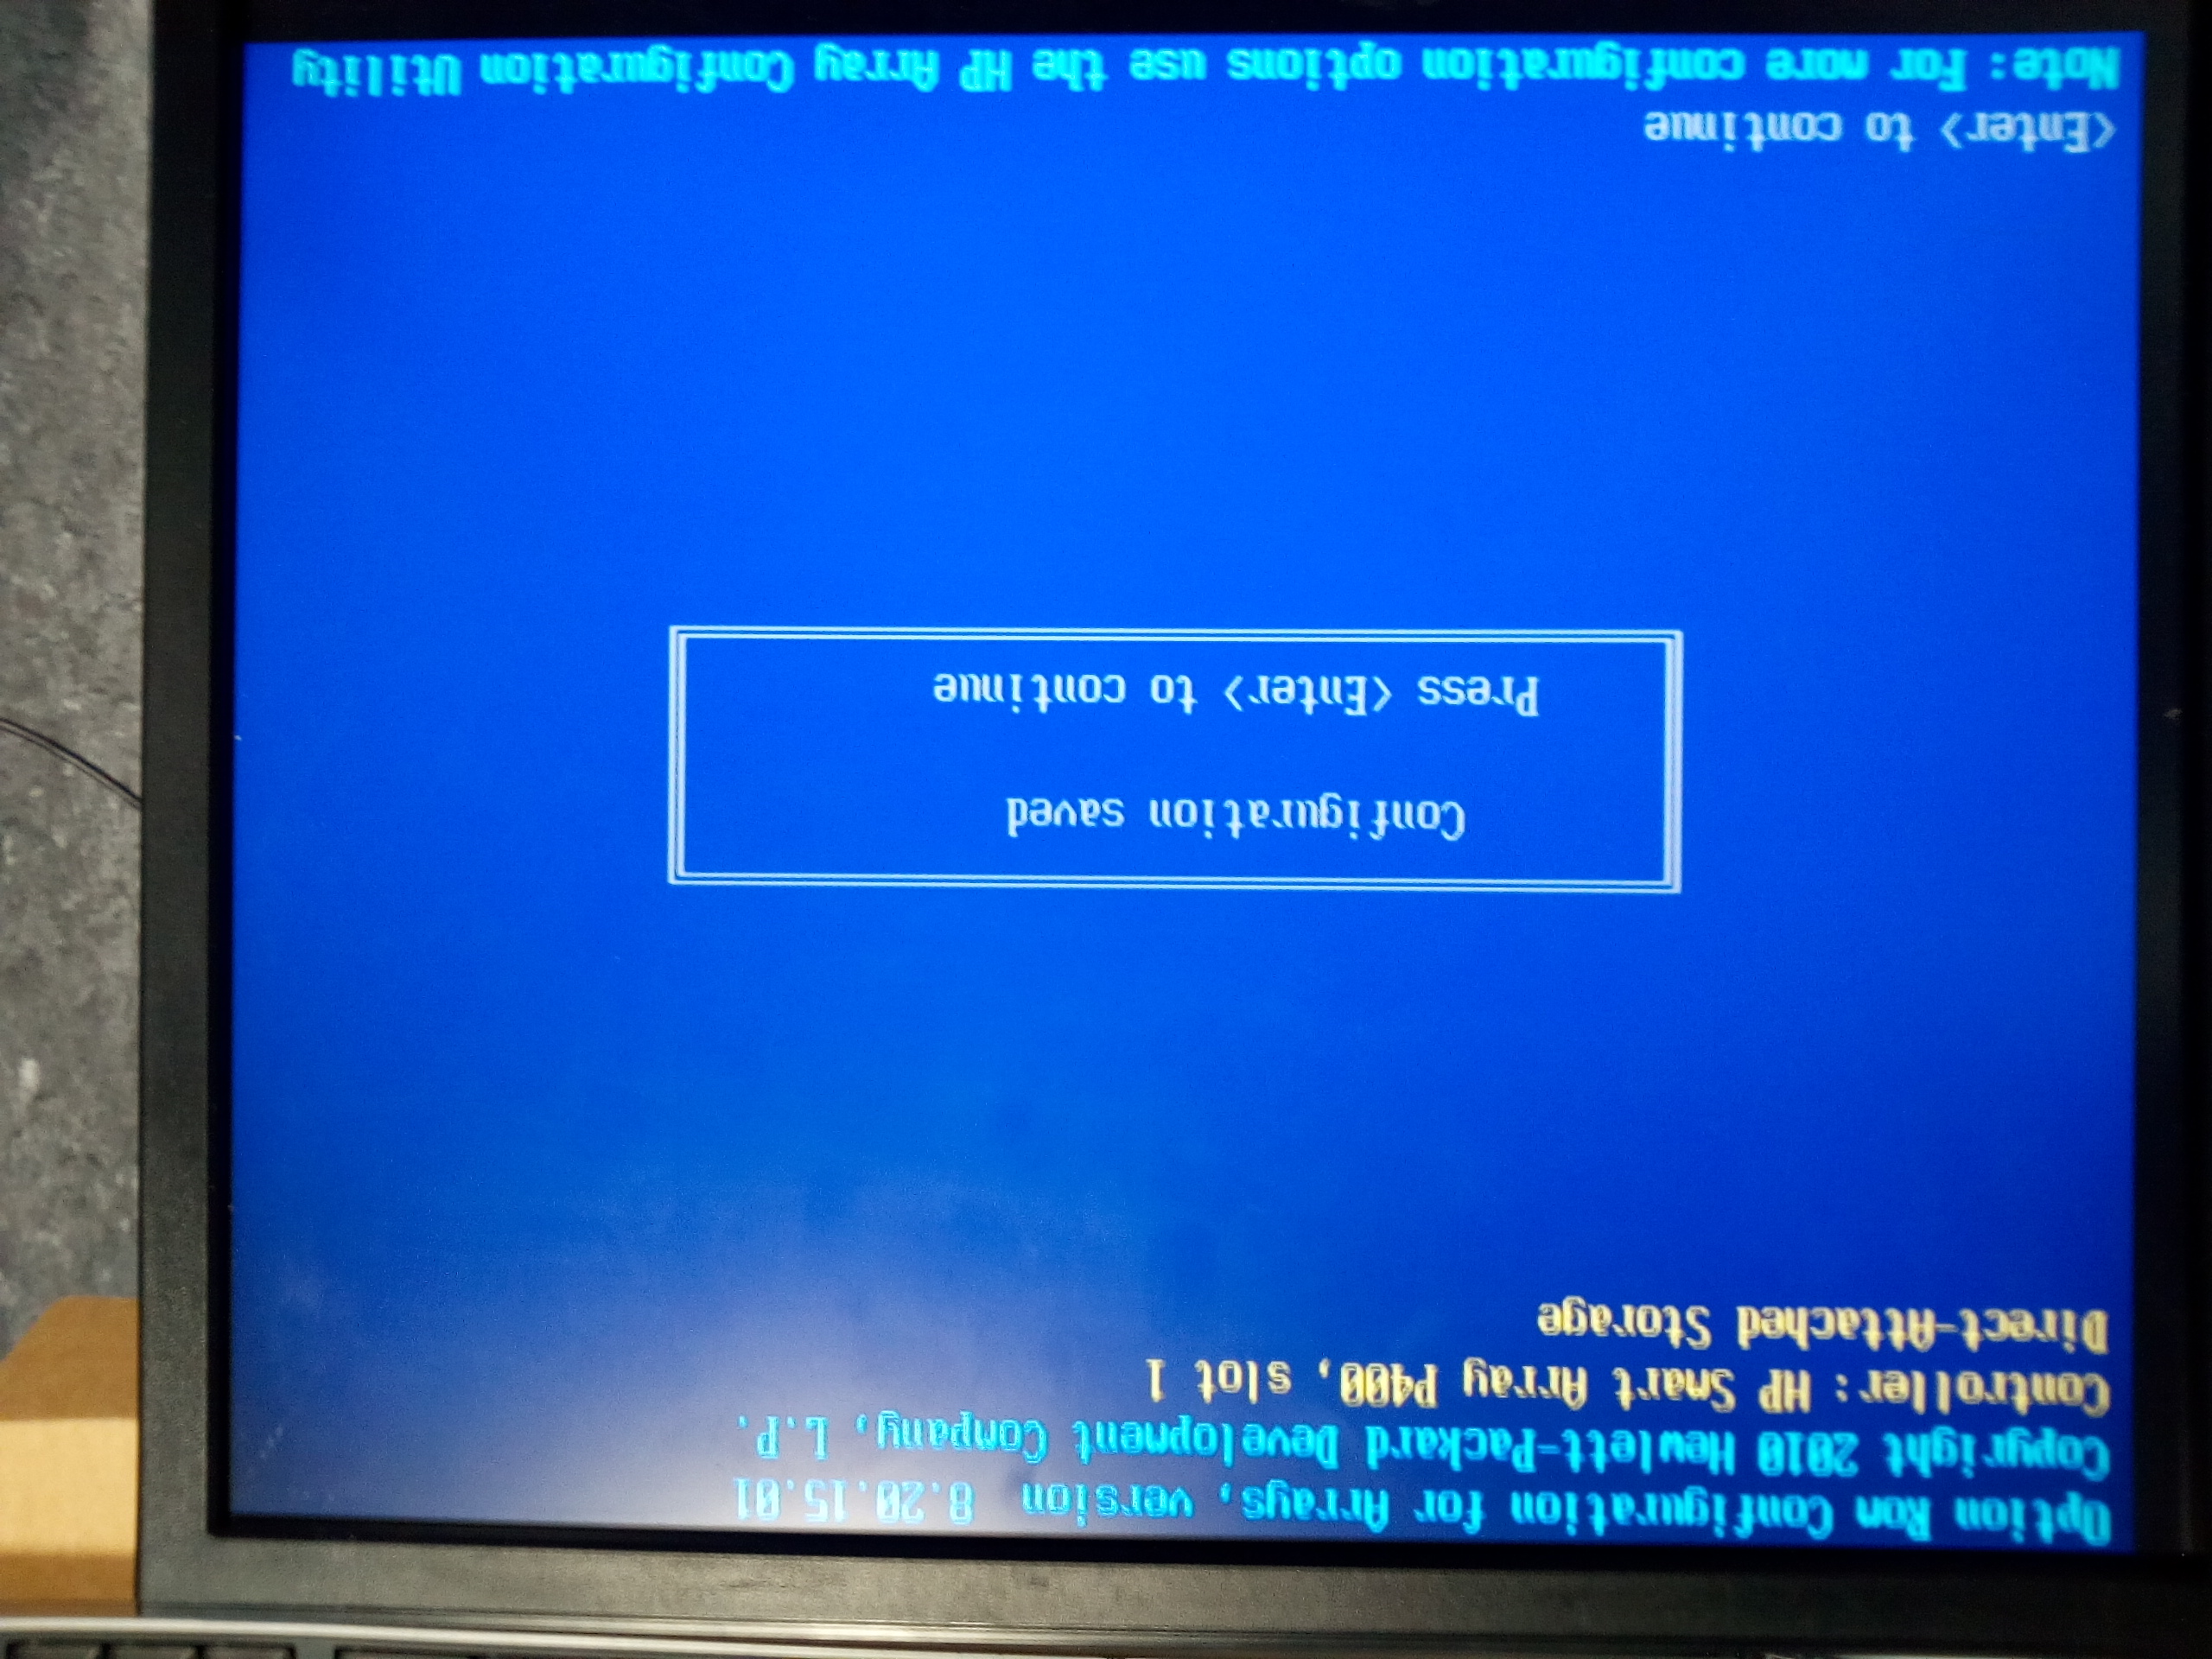 Option Rom Configuration for Arrays, version  8.20.15.01
Copyright 2010 Hewlett-Packard Development Company, L.P.
Controller: HP Smart Array P400, slot 1
Direct-Attached Storage
Configuration saved
Press <Enter> to continue
<Enter> to continue
Note: For more configuration options use the HP Array Configuration Utility